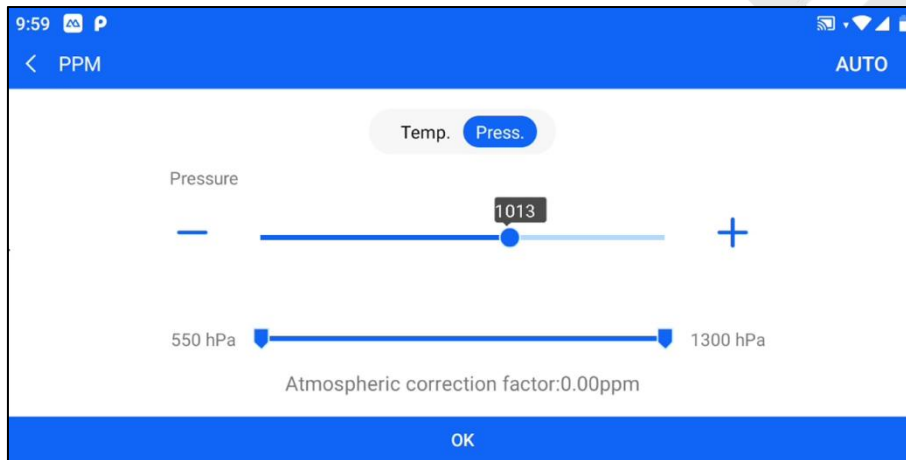 9:59
PPM AUTO
Temp. Press.
Pressure
1013
550 hPa 1300 hPa
Atmospheric correction factor:0.00ppm
OK